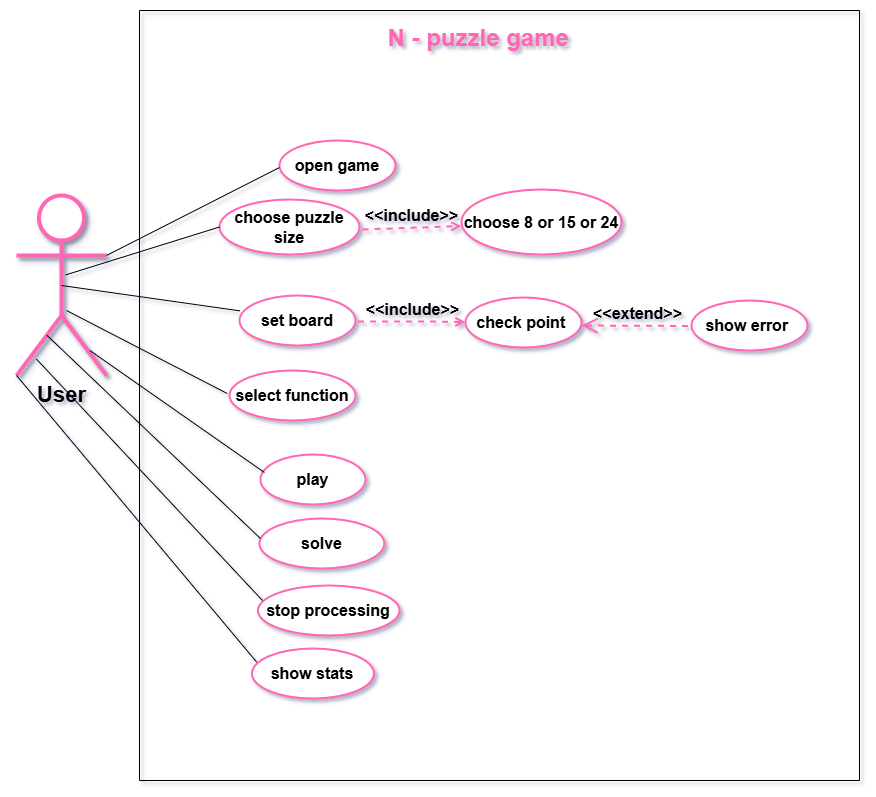 N - puzzle game
open game
choose puzzle
size
<<include>>
choose 8 or 15 or 24
set board
<<include>>
check point
<<extend>>
show error
User
select function
play
solve
stop processing
show stats